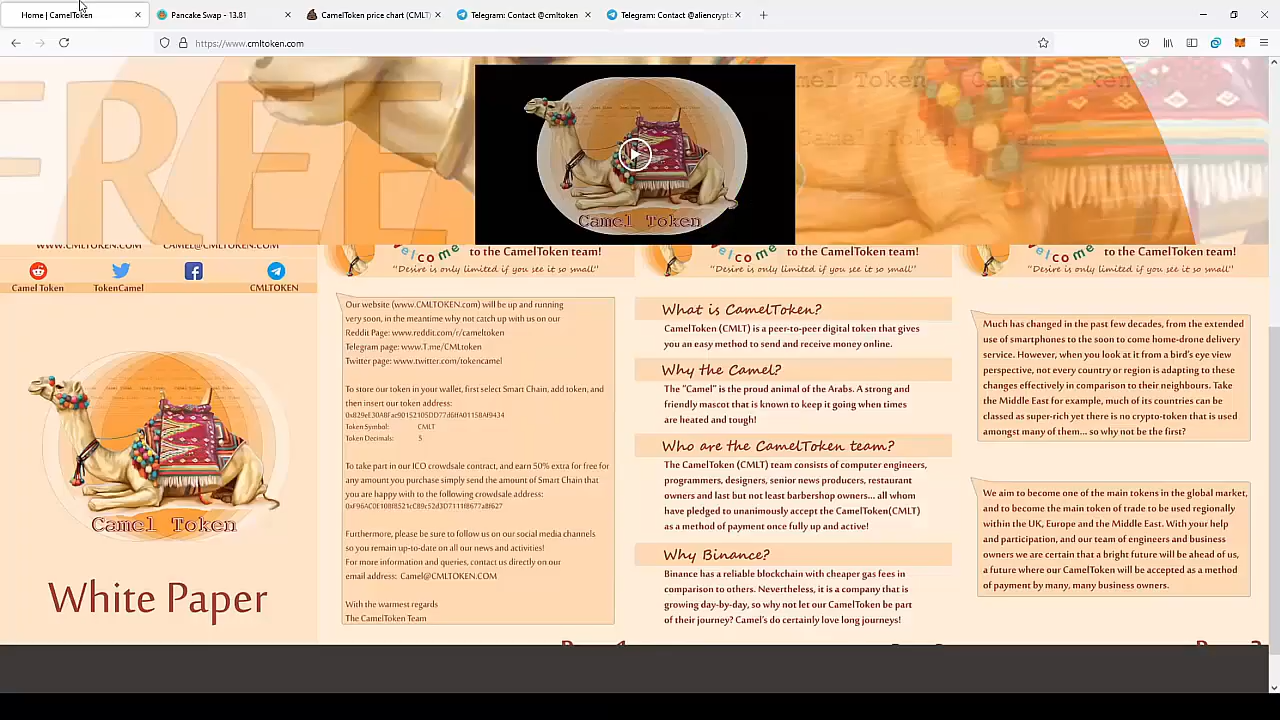 Home | CamelToken
Pancake Swap - 13.81
CamelToken price chart (CMLT)
Telegram: Contact @cmltoken
Telegram: Contact @aliencrypt
https://www.cmltoken.com
FREE
Camel Token
Camel Token
Camel Token
WWW.CMLTOKEN.COM CAMEL@CMLTOKEN.COM
Camel Token
TokenCamel
CMLTOKEN
Camel Token
White Paper
Welcome to the CamelToken team!
"Desire is only limited if you see it so small"
Our website (www.CMLTOKEN.com) will be up and running
very soon, in the meantime why not catch up with us on our
Reddit Page: www.reddit.com/r/cameltoken
Telegram page: www.T.me/CMLtoken
Twitter page: www.twitter.com/tokencamel
To store our token in your wallet, first select Smart Chain, add token, and
then insert our token address:
Token Symbol: CMLT
Token Decimals: 5
To take part in our ICO crowdsale contract, and earn 50% extra for free for
any amount you purchase simply send the amount of Smart Chain that
you are happy with to the following crowdsale address:
Furthermore, please be sure to follow us on our social media channels
so you remain up-to-date on all our news and activities!
For more information and queries, contact us directly on our
email address: Camel@CMLTOKEN.COM
With the warmest regards
The CamelToken Team
Welcome to the CamelToken team!
"Desire is only limited if you see it so small"
What is CamelToken?
CamelToken (CMLT) is a peer-to-peer digital token that gives
you an easy method to send and receive money online.
Why the Camel?
The "Camel" is the proud animal of the Arabs. A strong and
friendly mascot that is known to keep it going when times
are heated and tough!
Who are the CamelToken team?
The CamelToken (CMLT) team consists of computer engineers,
programmers, designers, senior news producers, restaurant
owners and last but not least barbershop owners... all whom
have pledged to unanimously accept the CamelToken(CMLT)
as a method of payment once fully up and active!
Why Binance?
Binance has a reliable blockchain with cheaper gas fees in
comparison to others. Nevertheless, it is a company that is
growing day-by-day, so why not let our CamelToken be part
of their journey? Camel's do certainly love long journeys!
Welcome to the CamelToken team!
"Desire is only limited if you see it so small"
Much has changed in the past few decades, from the extended
use of smartphones to the soon to come home-drone delivery
service. However, when you look at it from a bird's eye view
perspective, not every country or region is adapting to these
changes effectively in comparison to their neighbours. Take
the Middle East for example, much of its countries can be
classed as super-rich yet there is no crypto-token that is used
amongst many of them... so why not be the first?
We aim to become one of the main tokens in the global market,
and to become the main token of trade to be used regionally
within the UK, Europe and the Middle East. With your help
and participation, and our team of engineers and business
owners we are certain that a bright future will be ahead of us,
a future where our CamelToken will be accepted as a method
of payment by many, many business owners.